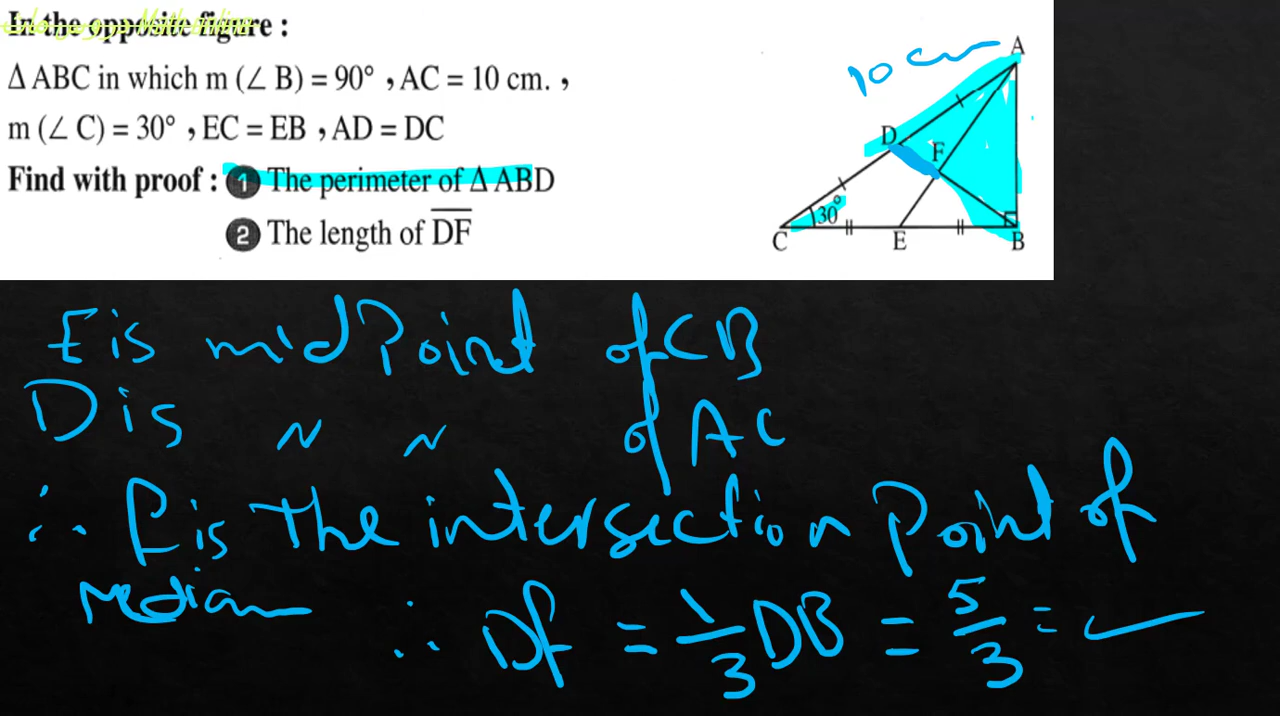 In the opposite figure :
Δ ABC in which m (∠ B) = 90° , AC = 10 cm. ,
m (∠ C) = 30° , EC = EB , AD = DC
Find with proof : 1 The perimeter of Δ ABD
2 The length of DF
10 cm
A
D
F
30°
C
E
B
E is midPoint of CB
D is 〃 〃 of AC
∴ F is the intersection Point of
median ∴ DF = 1/3 DB = 5/3 =